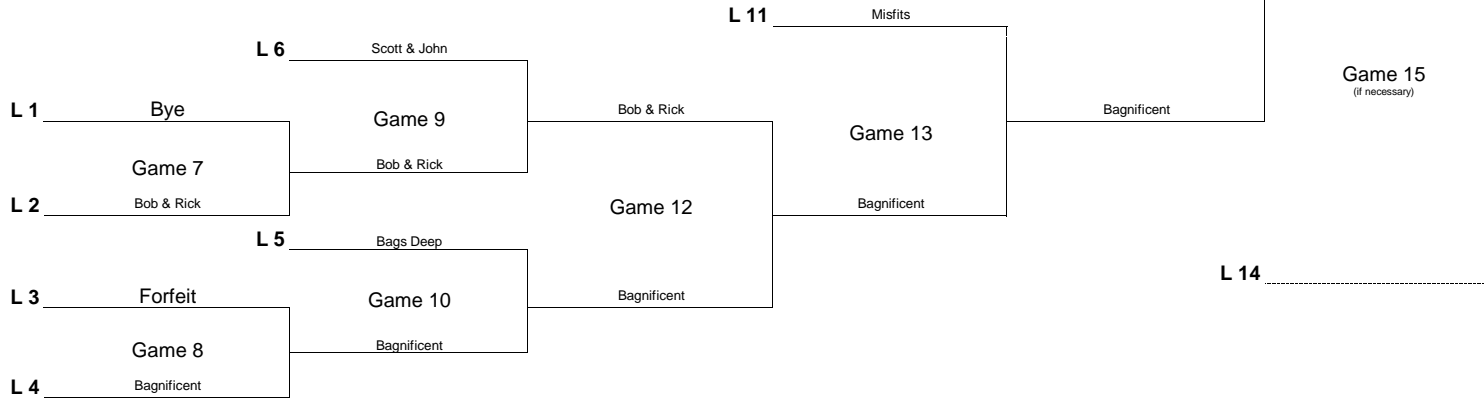 L 11
Misfits
L 6
Scott & John
Game 15
(if necessary)
L 1
Bye
Game 9
Bob & Rick
Game 13
Bagnificent
Game 7
Bob & Rick
L 2
Bob & Rick
Game 12
Bagnificent
L 5
Bags Deep
L 14
L 3
Forfeit
Game 10
Bagnificent
Game 8
Bagnificent
L 4
Bagnificent